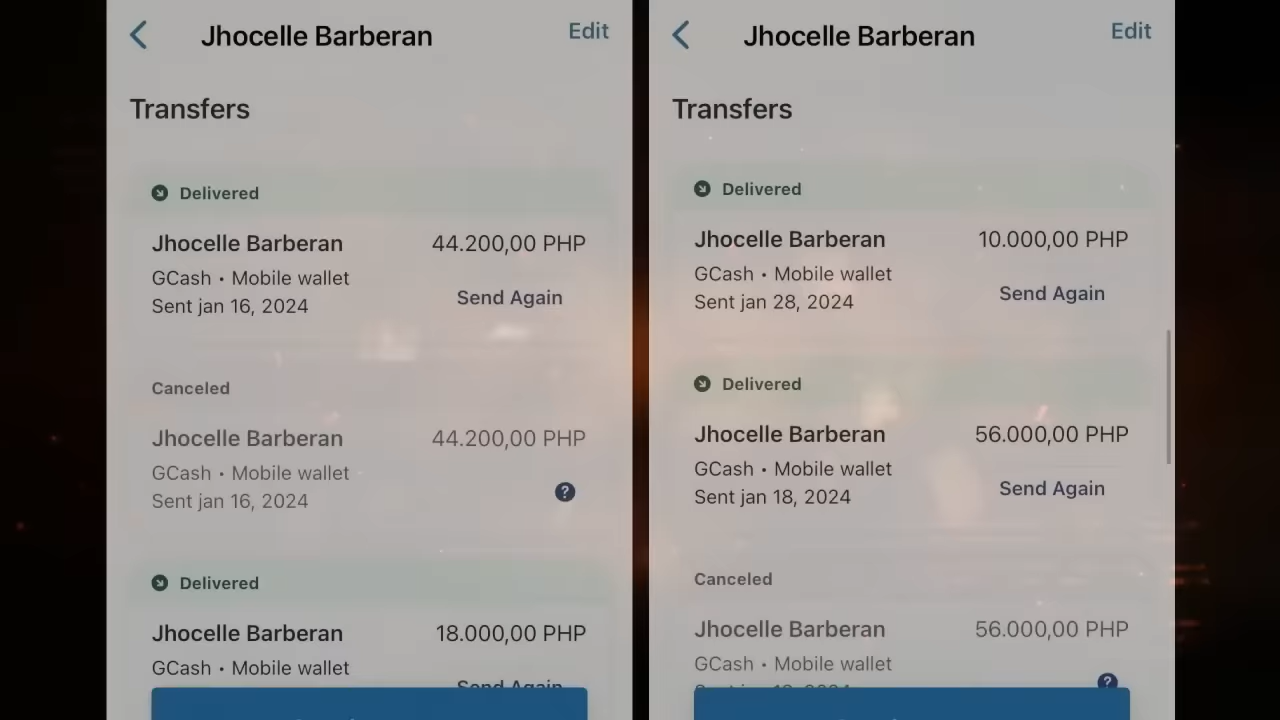 Jhocelle Barberan
Edit
Transfers
Delivered
Jhocelle Barberan 44.200,00 PHP
GCash • Mobile wallet
Sent jan 16, 2024
Send Again
Canceled
Jhocelle Barberan 44.200,00 PHP
GCash • Mobile wallet
Sent jan 16, 2024
?
Delivered
Jhocelle Barberan 18.000,00 PHP
GCash • Mobile wallet
Send Again
Jhocelle Barberan
Edit
Transfers
Delivered
Jhocelle Barberan 10.000,00 PHP
GCash • Mobile wallet
Sent jan 28, 2024
Send Again
Delivered
Jhocelle Barberan 56.000,00 PHP
GCash • Mobile wallet
Sent jan 18, 2024
Send Again
Canceled
Jhocelle Barberan 56.000,00 PHP
GCash • Mobile wallet
?